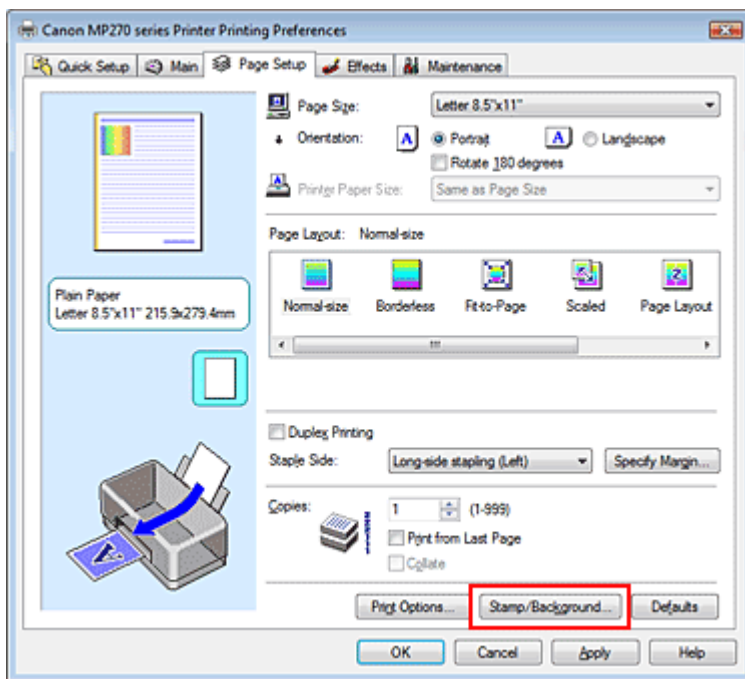 Canon MP270 series Printer Printing Preferences
Quick Setup Main Page Setup Effects Maintenance
Page Size: Letter 8.5"x11"
Orientation: A Portrait A Landscape
Rotate 180 degrees
Printer Paper Size: Same as Page Size
Page Layout: Normal-size
Normal-size Borderless Fit-to-Page Scaled Page Layout
Plain Paper
Letter 8.5"x11" 215.9x279.4mm
Duplex Printing
Staple Side: Long-side stapling (Left) Specify Margin...
Copies: 1 (1-999)
Print from Last Page
Collate
Print Options... Stamp/Background... Defaults
OK Cancel Apply Help